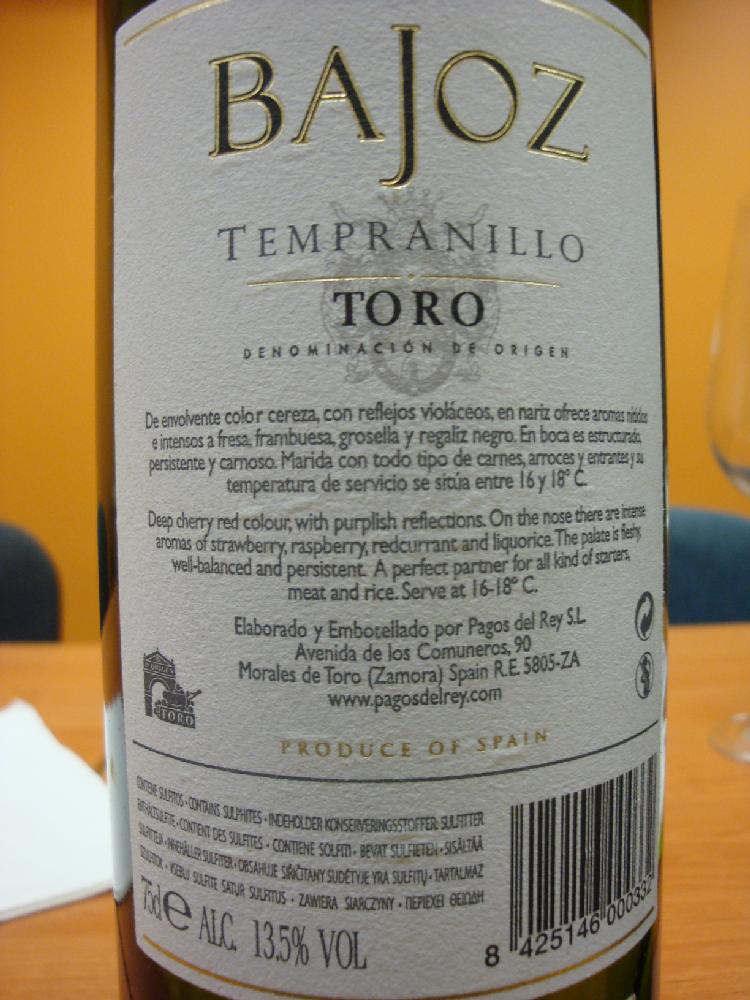 BAJOZ
TEMPRANILLO
TORO
DENOMINACIÓN DE ORIGEN
De envolvente color cereza, con reflejos violáceos, en nariz ofrece aromas nítidos
e intensos a fresa, frambuesa, grosella y regaliz negro. En boca es estructurado,
persistente y carnoso. Marida con todo tipo de carnes, arroces y entrantes y su
temperatura de servicio se sitúa entre 16 y 18º C.
Deep cherry red colour, with purplish reflections. On the nose there are intense
aromas of strawberry, raspberry, redcurrant and liquorice. The palate is fleshy,
well-balanced and persistent. A perfect partner for all kind of starters,
meat and rice. Serve at 16-18º C.
Elaborado y Embotellado por Pagos del Rey S.L.
Avenida de los Comuneros, 90
Morales de Toro (Zamora) Spain R.E. 5805-ZA
www.pagosdelrey.com
TORO
PRODUCE OF SPAIN
CONTIENE SULFITOS · CONTAINS SULPHITES · INDEHOLDER KONSERVERINGSSTOFFER: SULFITTER
ENTHÄLT SULFITE · CONTIENT DES SULFITES · CONTIENE SOLFITI · BEVAT SULFIETEN · SISÄLTÄÄ
SULFITTEJA · INNEHÅLLER SULFITER · OBSAHUJE SIŘIČITANY SUDĖTYJE YRA SULFITŲ · TARTALMAZ
VSEBUJ SULFITE SATUR SULFITUS · ZAWIERA SIARCZYNY · ΠΕΡΙΕΧΕΙ ΘΕΙΩΔΗ
75cl e ALC. 13.5% VOL
8 425146 000332